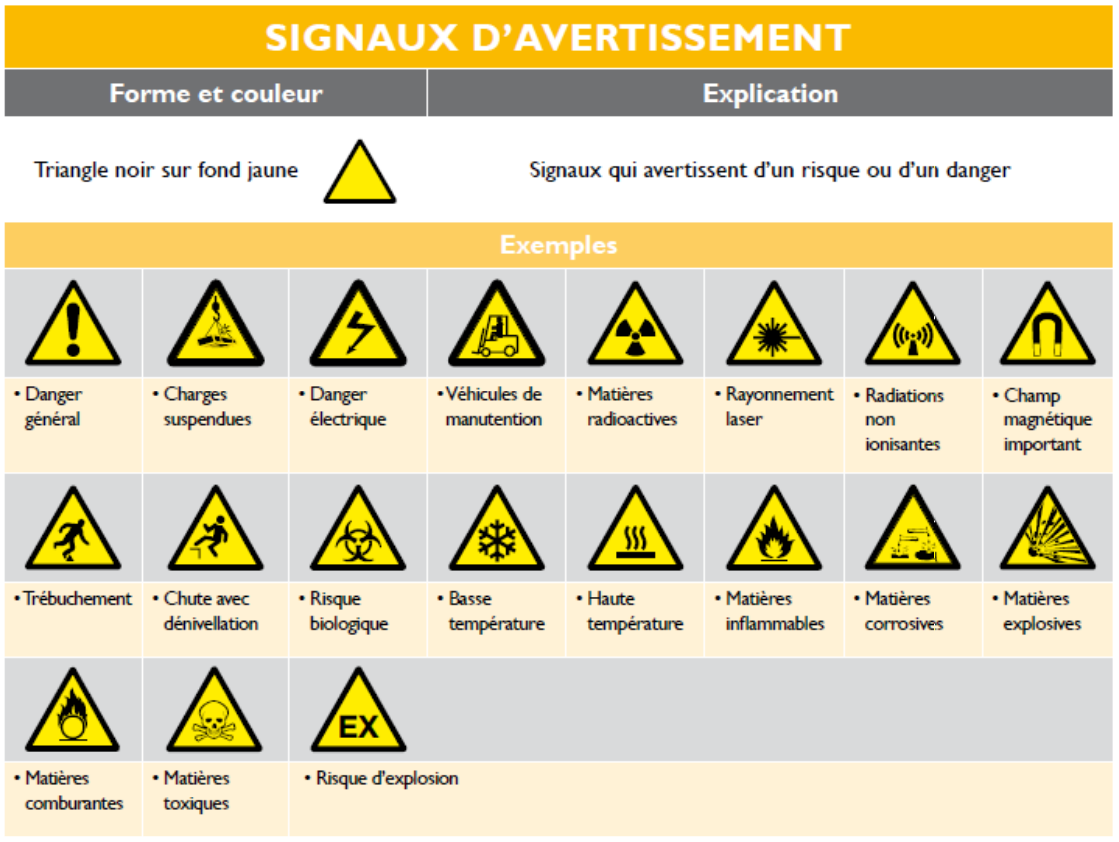 SIGNAUX D'AVERTISSEMENT
Forme et couleur
Explication
Triangle noir sur fond jaune
Signaux qui avertissent d'un risque ou d'un danger
Exemples
• Danger
général
• Charges
suspendues
• Danger
électrique
• Véhicules de
manutention
• Matières
radioactives
• Rayonnement
laser
• Radiations
non
ionisantes
• Champ
magnétique
important
• Trébuchement
• Chute avec
dénivellation
• Risque
biologique
• Basse
température
• Haute
température
• Matières
inflammables
• Matières
corrosives
• Matières
explosives
EX
• Matières
comburantes
• Matières
toxiques
• Risque d'explosion